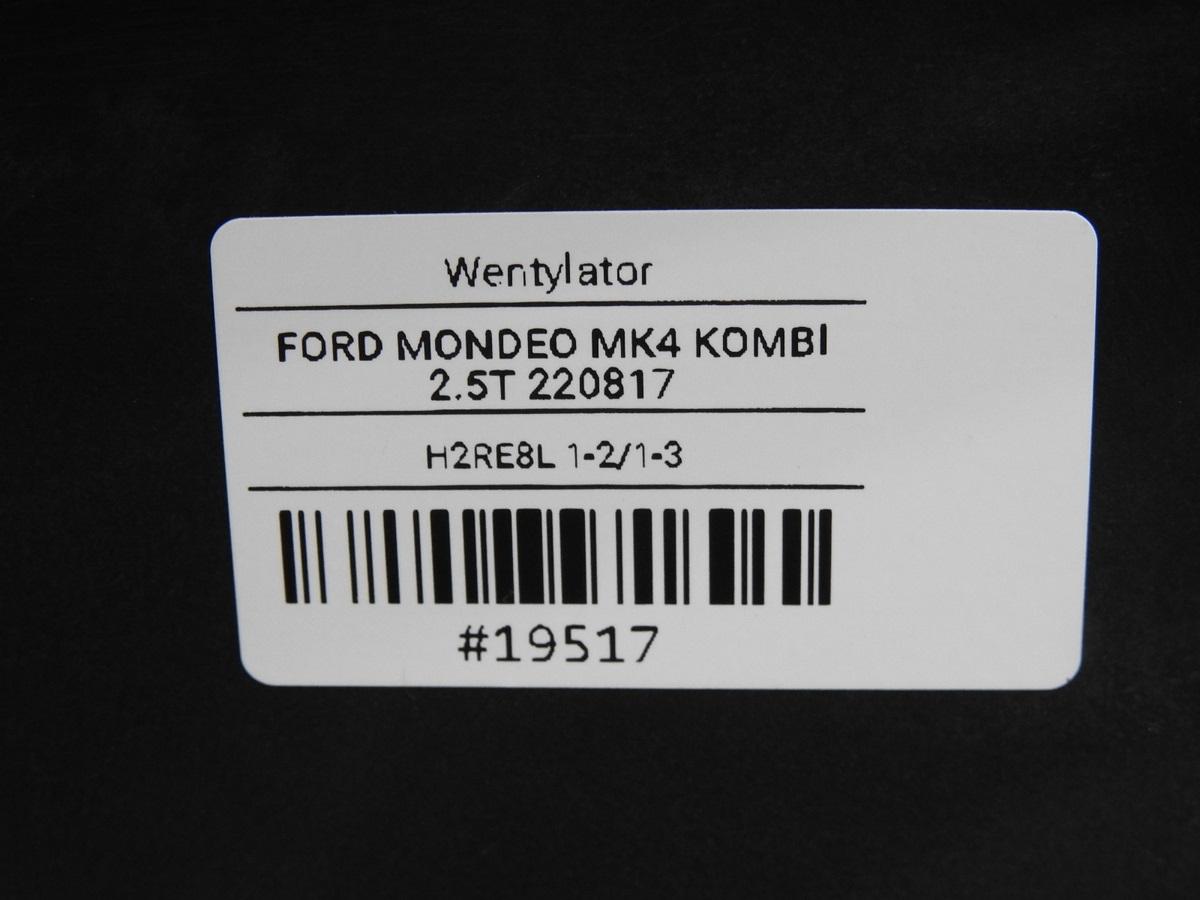 Wentylator
FORD MONDEO MK4 KOMBI
2.5T 220817
H2RE8L 1-2/1-3
#19517